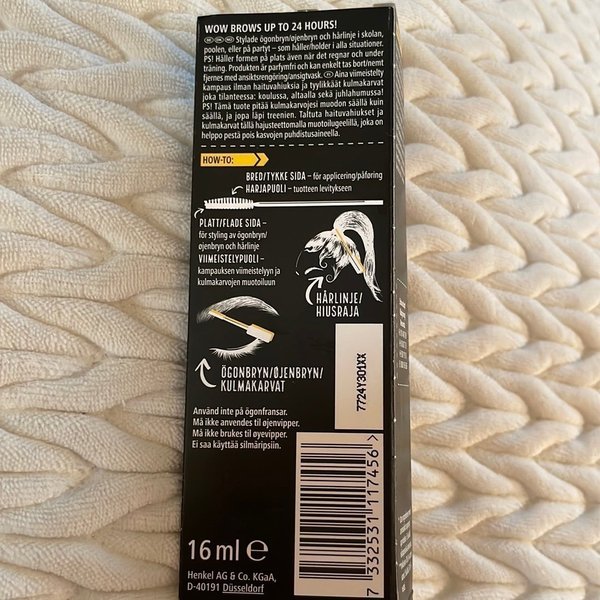 WOW BROWS UP TO 24 HOURS!
SE DK NO Stylade ögonbryn/øjenbryn och hårlinje i skolan,
poolen, eller på partyt – som håller/holder i alla situationer.
PS! Håller formen på plats även när det regnar och under
träning. Produkten är parfymfri och kan enkelt tas bort/nemt
fjernes med ansiktsrengöring/ansigtvask. FI Aina viimeistelty
kampaus ilman haituvahiuksia ja tyylikkäät kulmakarvat
joka tilanteessa: koulussa, altaalla sekä juhlahumussa!
PS! Tämä tuote pitää kulmakarvojesi muodon säällä kuin
säällä, ja jopa läpi treenien. Taltuta haituvahiukset ja
kulmakarvat tällä hajusteettomalla muotoilugeelillä, joka on
helppo pestä pois kasvojen puhdistusaineella.
HOW-TO:
BRED/TYKKE SIDA – för applicering/påføring
HARJAPUOLI – tuotteen levitykseen
PLATT/FLADE SIDA –
för styling av ögonbryn/
øjenbryn och hårlinje
VIIMEISTELYPUOLI –
kampauksen viimeistelyyn ja
kulmakarvojen muotoiluun
HÅRLINJE/
HIUSRAJA
ÖGONBRYN/ØJENBRYN/
KULMAKARVAT
7724Y301XX
Använd inte på ögonfransar.
Må ikke anvendes til øjenvipper.
Må ikke brukes til øyevipper.
Ei saa käyttää silmäripsiin.
7 332531 117456 >
16 ml e
Henkel AG & Co. KGaA,
D-40191 Düsseldorf